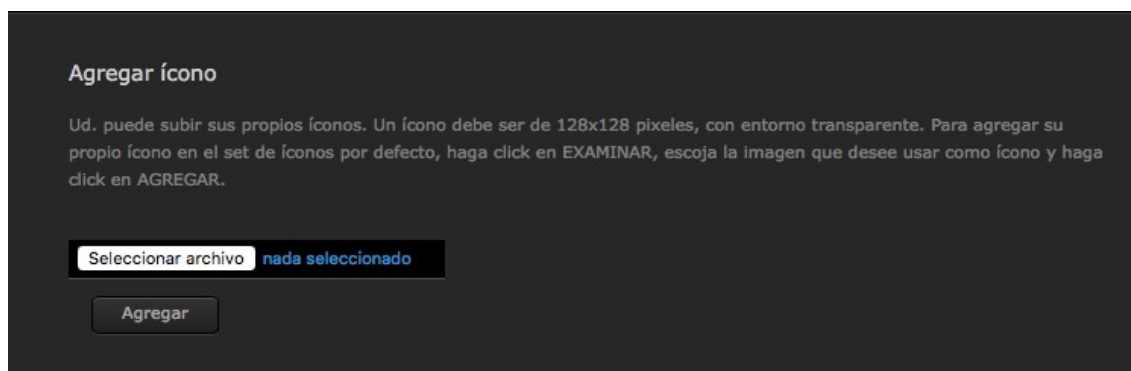 Agregar ícono
Ud. puede subir sus propios íconos. Un ícono debe ser de 128x128 pixeles, con entorno transparente. Para agregar su
propio ícono en el set de íconos por defecto, haga click en EXAMINAR, escoja la imagen que desee usar como ícono y haga
click en AGREGAR.
Seleccionar archivo nada seleccionado
Agregar